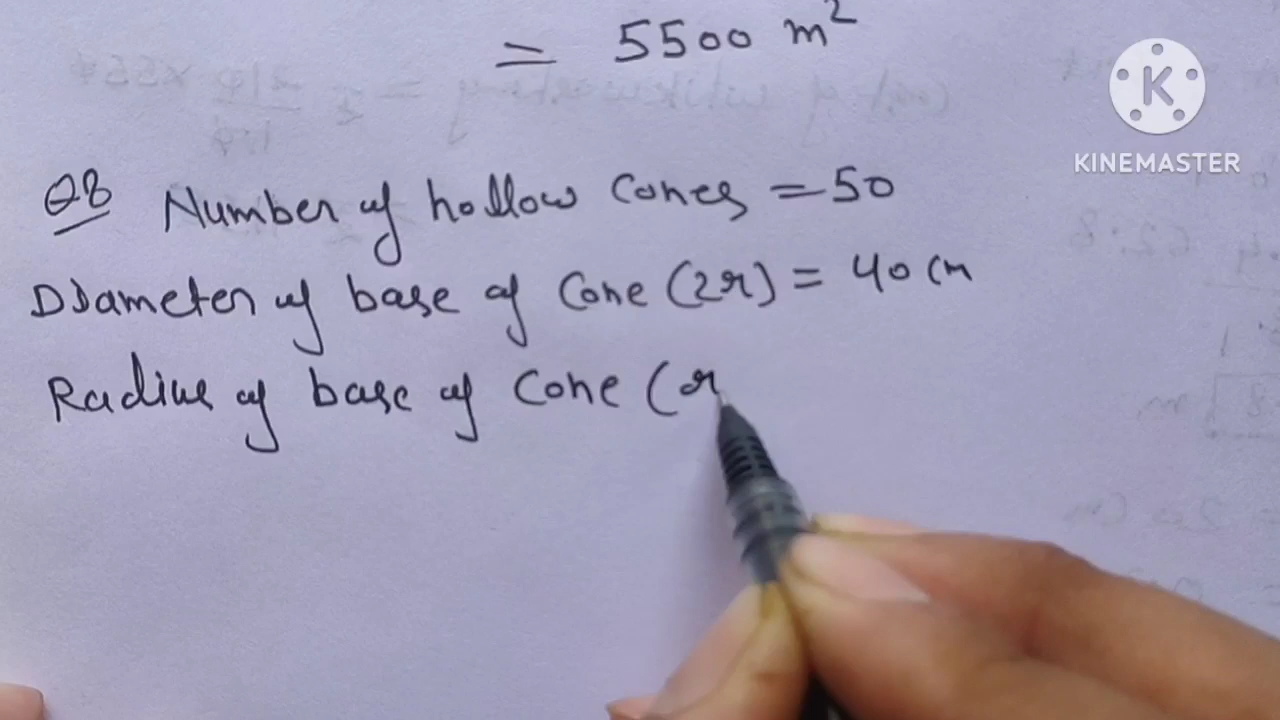 = 5500 m²
KINEMASTER
Q8 Number of hollow Cones = 50
Diameter of base of Cone (2r) = 40 cm
Radius of base of Cone (r